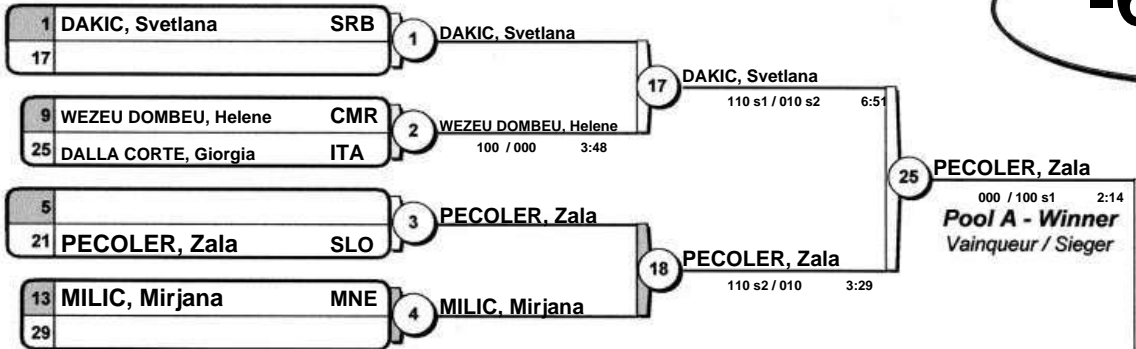 1 DAKIC, Svetlana SRB
17
1 DAKIC, Svetlana
17 DAKIC, Svetlana
110 s1 / 010 s2 6:51
9 WEZEU DOMBEU, Helene CMR
25 DALLA CORTE, Giorgia ITA
2 WEZEU DOMBEU, Helene
100 / 000 3:48
25 PECOLER, Zala
000 / 100 s1 2:14
Pool A - Winner
Vainqueur / Sieger
5
21 PECOLER, Zala SLO
3 PECOLER, Zala
18 PECOLER, Zala
110 s2 / 010 3:29
13 MILIC, Mirjana MNE
29
4 MILIC, Mirjana